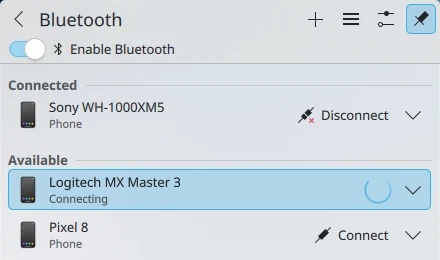 Bluetooth
Enable Bluetooth
Connected
Sony WH-1000XM5
Phone
Disconnect
Available
Logitech MX Master 3
Connecting
Pixel 8
Phone
Connect